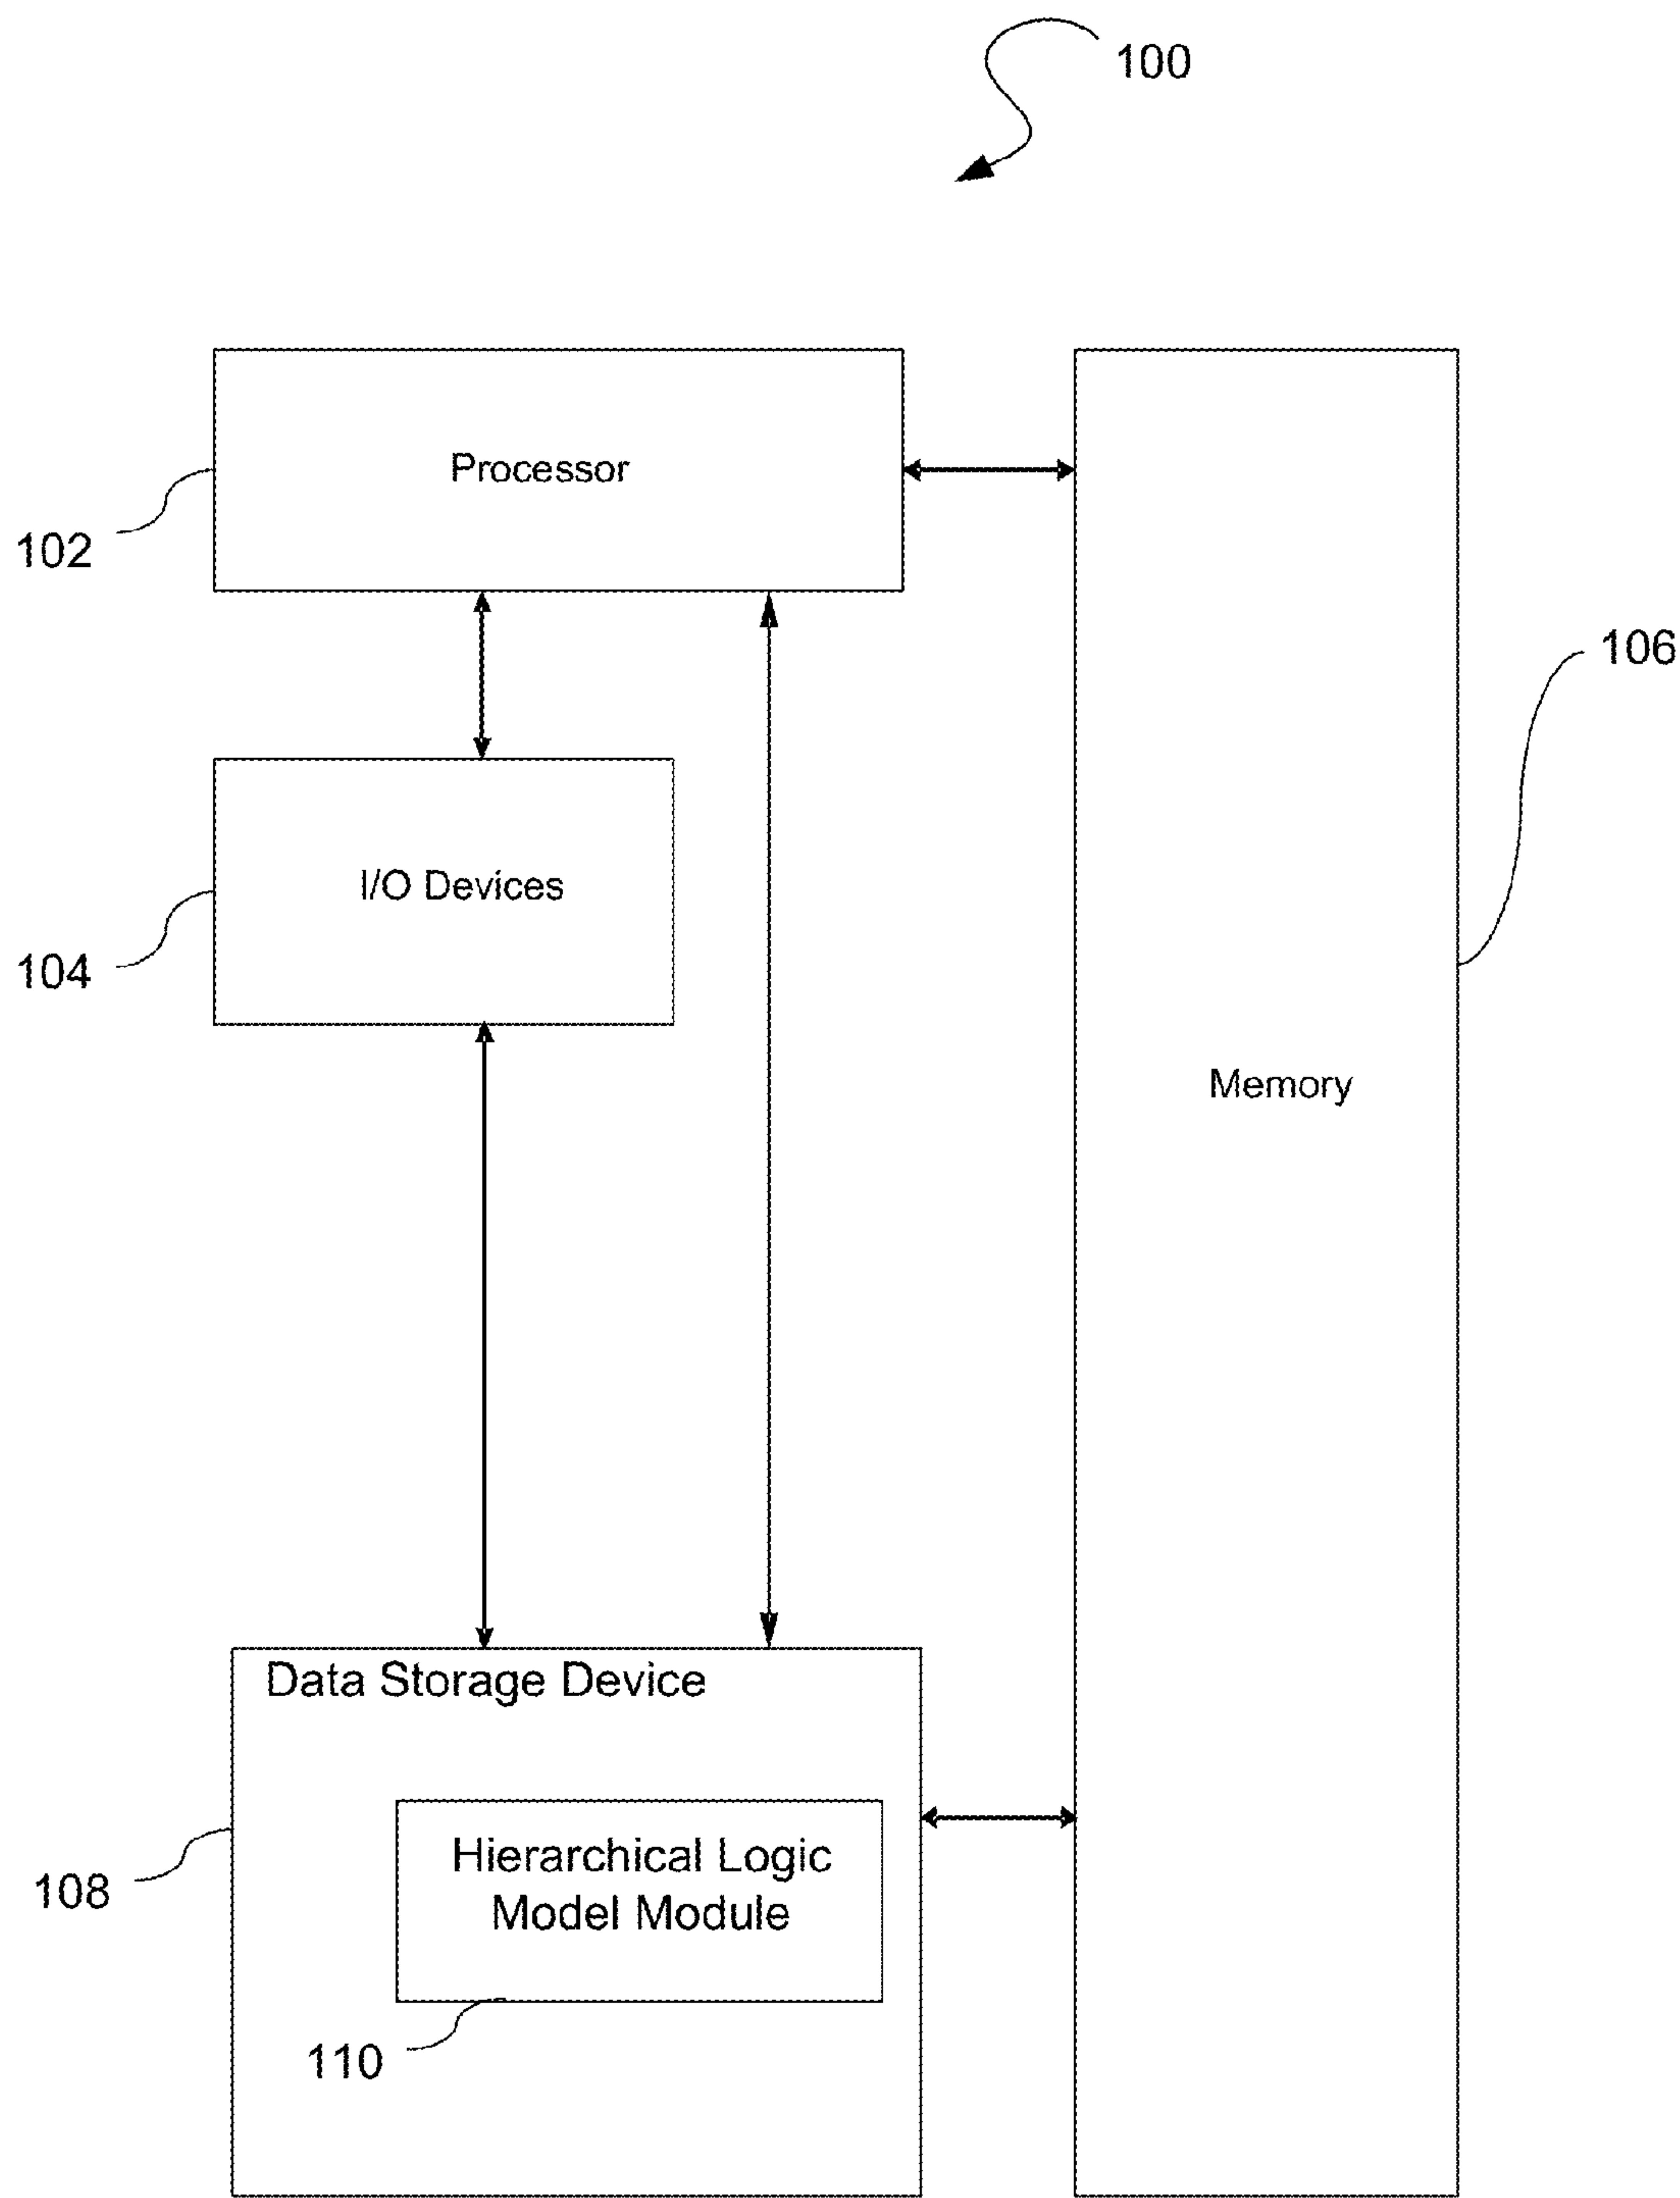 100
Processor
102
106
I/O Devices
104
Memory
Data Storage Device
Hierarchical Logic
Model Module
108
110